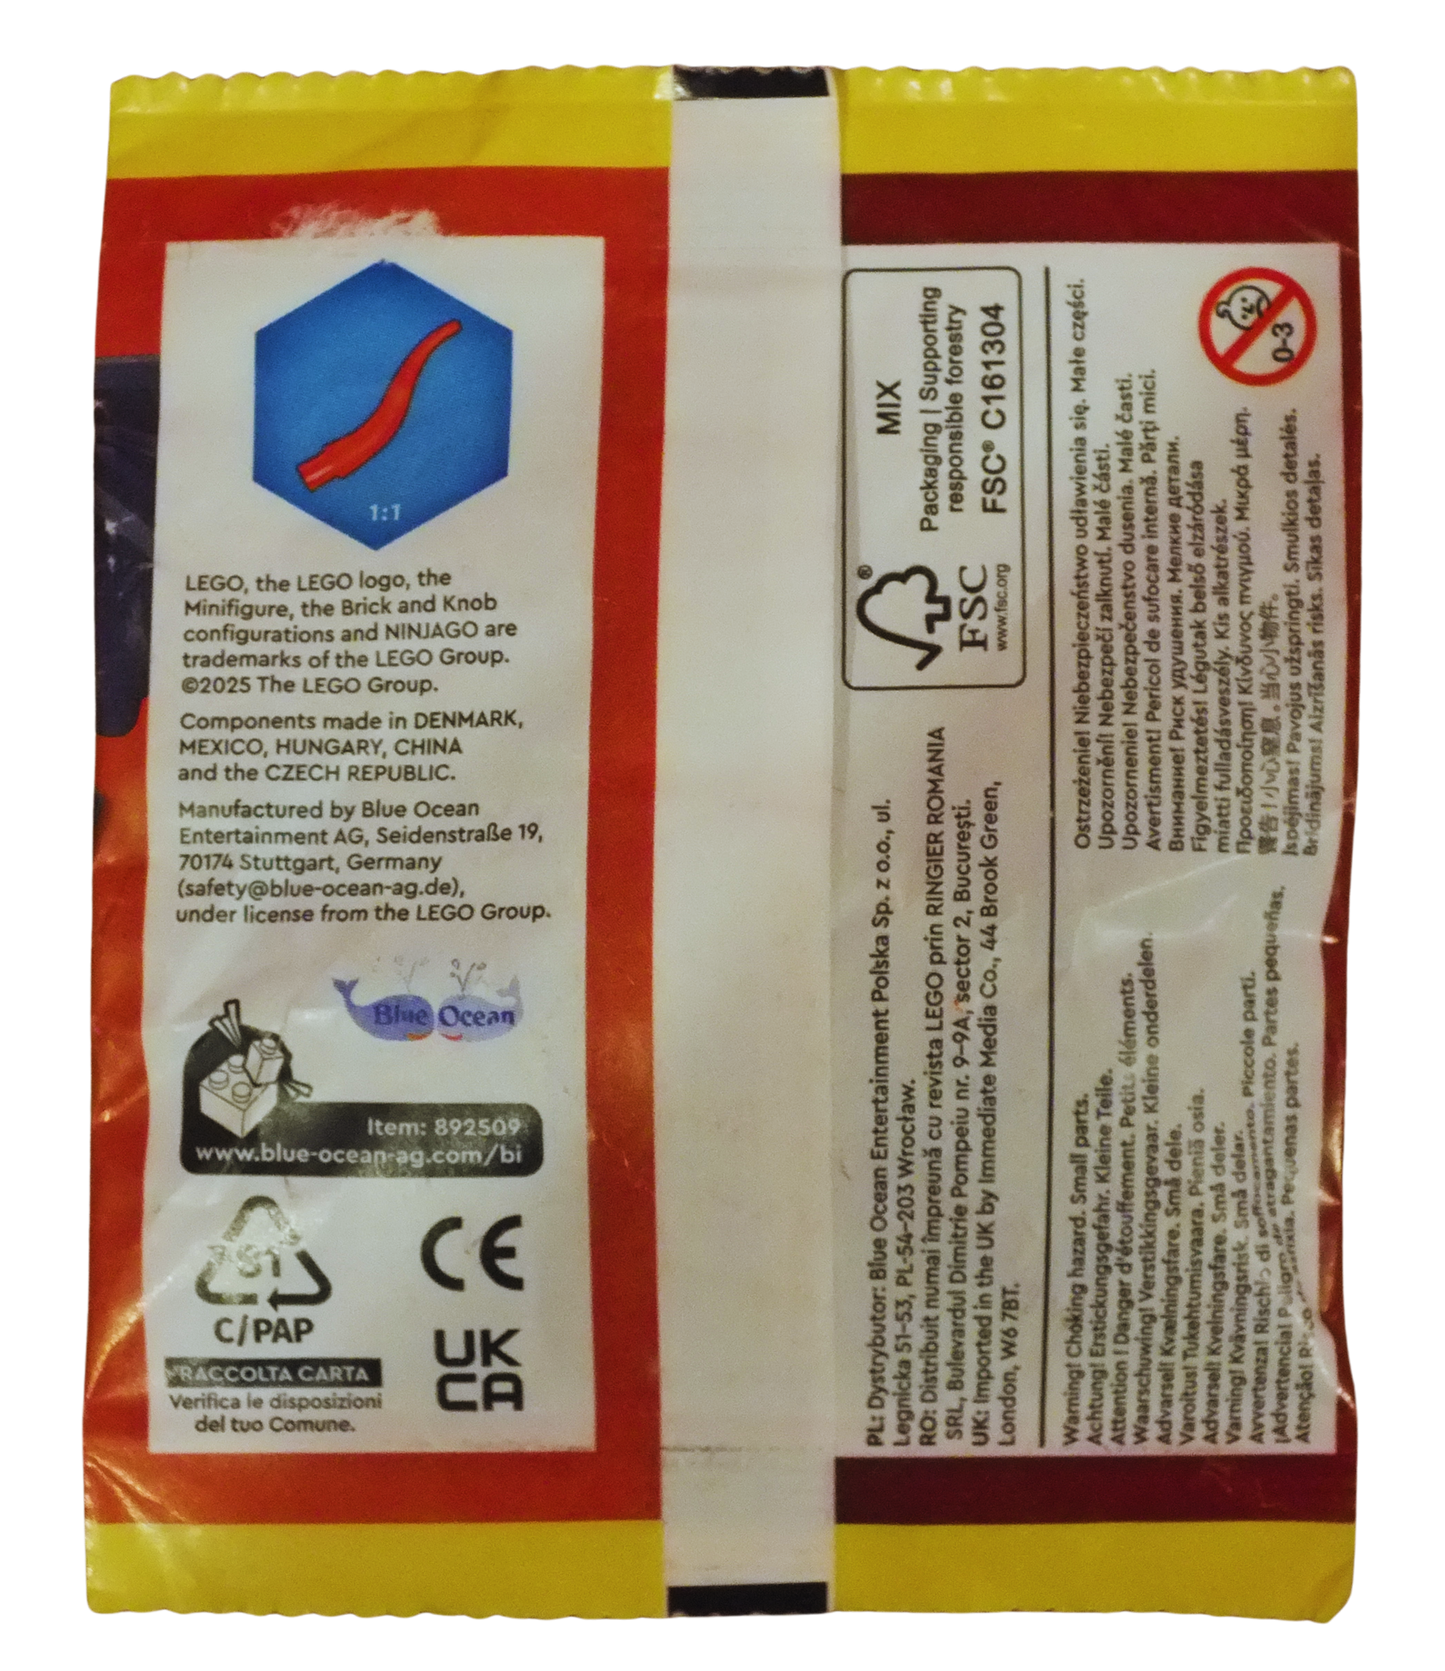 1:1
LEGO, the LEGO logo, the
Minifigure, the Brick and Knob
configurations and NINJAGO are
trademarks of the LEGO Group.
©2025 The LEGO Group.
Components made in DENMARK,
MEXICO, HUNGARY, CHINA
and the CZECH REPUBLIC.
Manufactured by Blue Ocean
Entertainment AG, Seidenstraße 19,
70174 Stuttgart, Germany
(safety@blue-ocean-ag.de),
under license from the LEGO Group.
Blue Ocean
Item: 892509
www.blue-ocean-ag.com/bi
81
C/PAP
RACCOLTA CARTA
Verifica le disposizioni
del tuo Comune.
CE
UK
CA
®
FSC
www.fsc.org
MIX
Packaging | Supporting
responsible forestry
FSC® C161304
PL: Dystrybutor: Blue Ocean Entertainment Polska Sp. z o.o., ul.
Legnicka 51-53, PL-54-203 Wrocław.
RO: Distribuit numai împreună cu revista LEGO prin RINGIER ROMANIA
SRL, Bulevardul Dimitrie Pompeiu nr. 9-9A, sector 2, București.
UK: Imported in the UK by Immediate Media Co., 44 Brook Green,
London, W6 7BT.
Warning! Choking hazard. Small parts.
Achtung! Erstickungsgefahr. Kleine Teile.
Attention ! Danger d'étouffement. Petits éléments.
Waarschuwing! Verstikkingsgevaar. Kleine onderdelen.
Advarsel! Kvælningsfare. Små dele.
Varoitus! Tukehtumisvaara. Pieniä osia.
Advarsel! Kvelningsfare. Små deler.
Varning! Kvävningsrisk. Små delar.
Avvertenza! Rischio di soffocamento. Piccole parti.
¡Advertencia! Peligro de atragantamiento. Partes pequeñas.
Atenção! Risco asfixia. Pequenas partes.
Ostrzeżenie! Niebezpieczeństwo udławienia się. Małe części.
Upozornění! Nebezpečí zalknutí. Malé části.
Upozornenie! Nebezpečenstvo dusenia. Malé časti.
Avertisment! Pericol de sufocare internă. Părți mici.
Внимание! Риск удушения. Мелкие детали.
Figyelmeztetés! Légutak belső elzáródása
miatti fulladásveszély. Kis alkatrészek.
Προειδοποίηση! Κίνδυνος πνιγμού. Μικρά μέρη.
警告！小心窒息。当心小物件。
Įspėjimas! Pavojus užspringti. Smulkios detalės.
Brīdinājums! Aizrīšanās risks. Sīkas detaļas.
0-3